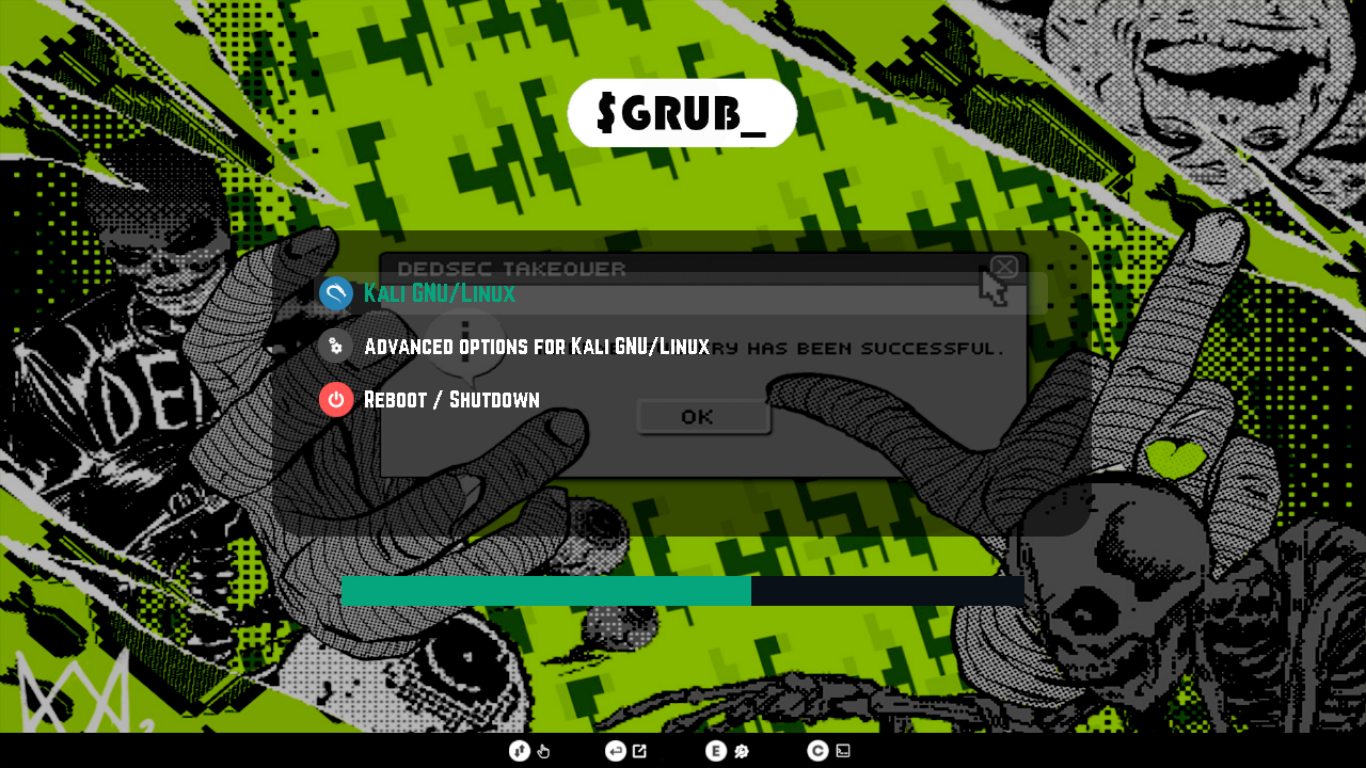 $GRUB_
DEDSEC TAKEOVER
Kali GNU/Linux
Advanced options for Kali GNU/Linux
RY HAS BEEN SUCCESSFUL.
Reboot / Shutdown
OK
DE
E
C